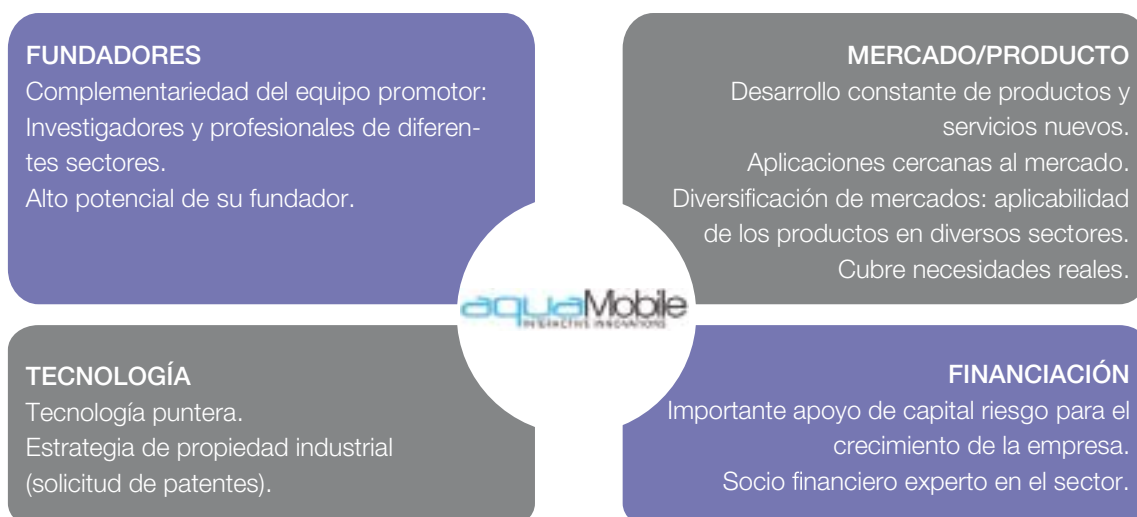 FUNDADORES
Complementariedad del equipo promotor:
Investigadores y profesionales de diferen-
tes sectores.
Alto potencial de su fundador.
MERCADO/PRODUCTO
Desarrollo constante de productos y
servicios nuevos.
Aplicaciones cercanas al mercado.
Diversificación de mercados: aplicabilidad
de los productos en diversos sectores.
Cubre necesidades reales.
aquaMobile
INTERACTIVE INNOVATIONS
TECNOLOGÍA
Tecnología puntera.
Estrategia de propiedad industrial
(solicitud de patentes).
FINANCIACIÓN
Importante apoyo de capital riesgo para el
crecimiento de la empresa.
Socio financiero experto en el sector.